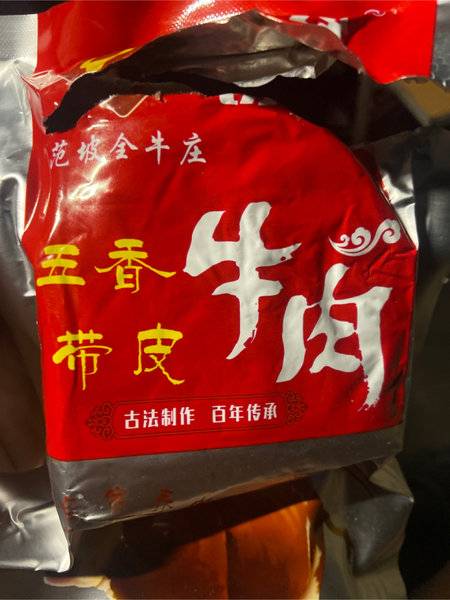 范坡全牛庄
五香
带皮
牛肉
古法制作 百年传承